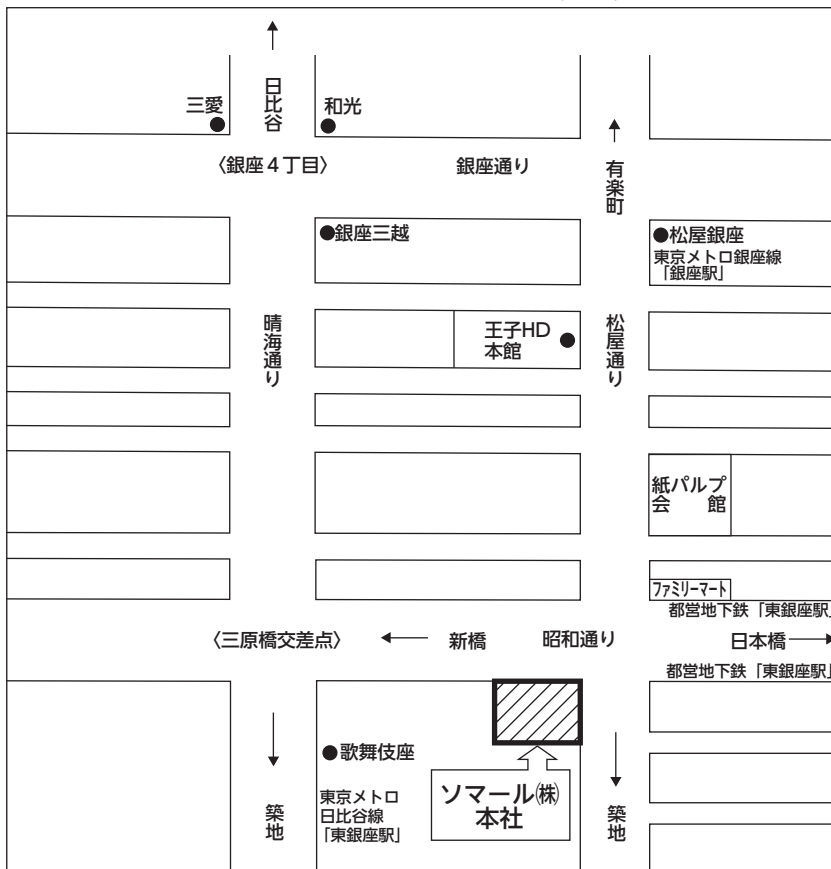 日比谷
三愛
和光
〈銀座４丁目〉
銀座通り
有楽町
●銀座三越
●松屋銀座
東京メトロ銀座線
「銀座駅」
晴海通り
王子HD
本館
松屋通り
紙パルプ
会　館
ファミリーマート
都営地下鉄「東銀座駅」
〈三原橋交差点〉
新橋
昭和通り
日本橋
都営地下鉄「東銀座駅」
●歌舞伎座
東京メトロ
日比谷線
「東銀座駅」
ソマール㈱
本社
築地
築地